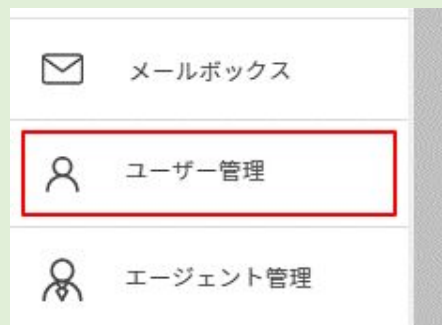 メールボックス
ユーザー管理
エージェント管理